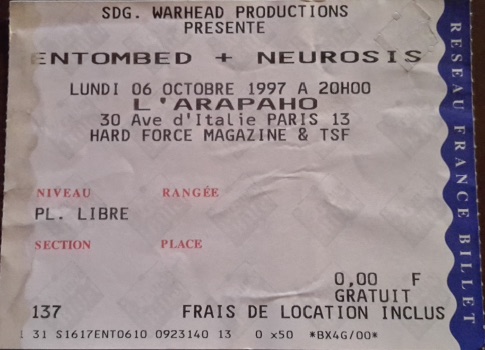 SDG. WARHEAD PRODUCTIONS
PRESENTE
ENTOMBED + NEUROSIS
LUNDI 06 OCTOBRE 1997 A 20H00
L'ARAPAHO
30 Ave d'Italie PARIS 13
HARD FORCE MAGAZINE & TSF
NIVEAU RANGÉE
PL. LIBRE
SECTION PLACE
0,00 F
GRATUIT
137 FRAIS DE LOCATION INCLUS
1 31 S1617ENT0610 0923140 13 0 x50 *BX4G/00*
RESEAU FRANCE BILLET